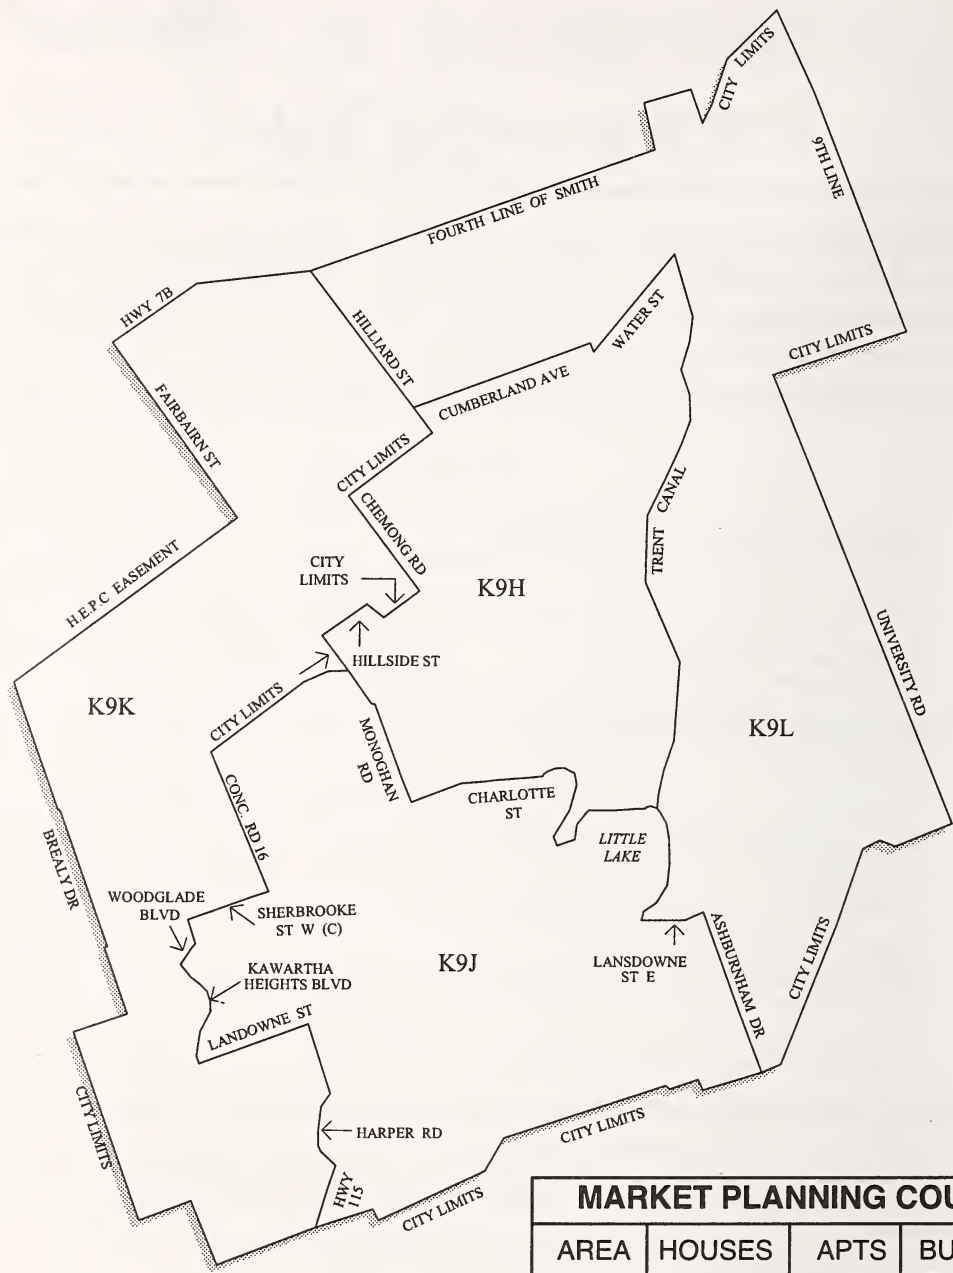 CITY LIMITS
9TH LINE
FOURTH LINE OF SMITH
HWY 7B
HILLIARD ST
WATER ST
CITY LIMITS
CUMBERLAND AVE
FAIRBAIRN ST
CITY LIMITS
CHEMONG RD
TRENT CANAL
H.E.P.C EASEMENT
CITY
LIMITS
K9H
HILLSIDE ST
UNIVERSITY RD
K9K
CITY LIMITS
K9L
MONOGHAN
RD
CONC. RD 16
CHARLOTTE
ST
LITTLE
LAKE
BREALY DR
WOODGLADE
BLVD
SHERBROOKE
ST W (C)
KAWARTHA
HEIGHTS BLVD
K9J
LANSDOWNE
ST E
ASHBURNHAM DR
CITY LIMITS
LANDOWNE ST
CITY LIMITS
HARPER RD
CITY LIMITS
HWY
115
CITY LIMITS
MARKET PLANNING COU
AREA HOUSES APTS BU